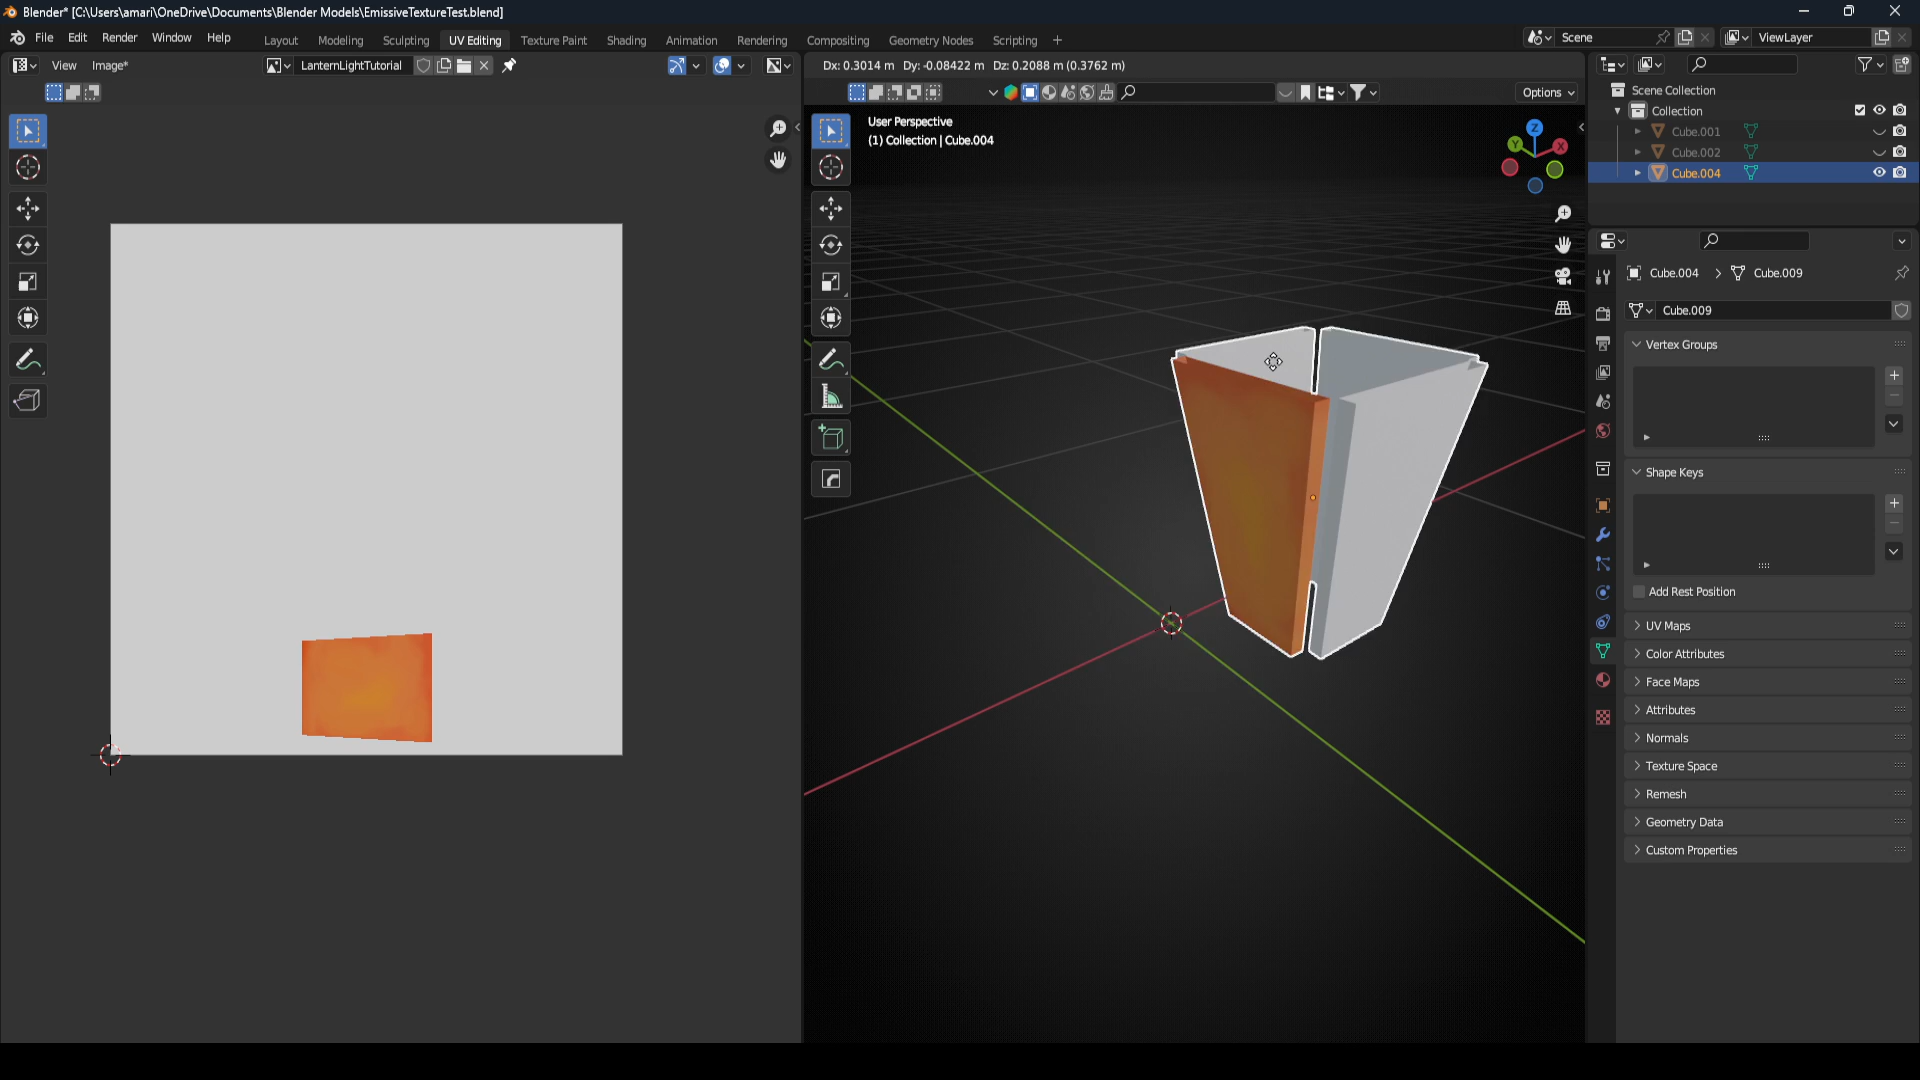 Blender* [C:\Users\amari\OneDrive\Documents\Blender Models\EmissiveTextureTest.blend]
File Edit Render Window Help Layout Modeling Sculpting UV Editing Texture Paint Shading Animation Rendering Compositing Geometry Nodes Scripting + Scene ViewLayer
View Image* LanternLightTutorial
Dx: 0.3014 m Dy: -0.08422 m Dz: 0.2088 m (0.3762 m)
Options
User Perspective
(1) Collection | Cube.004
Z
Y
X
Scene Collection
Collection
Cube.001
Cube.002
Cube.004
Cube.004 > Cube.009
Cube.009
Vertex Groups
Shape Keys
Add Rest Position
UV Maps
Color Attributes
Face Maps
Attributes
Normals
Texture Space
Remesh
Geometry Data
Custom Properties